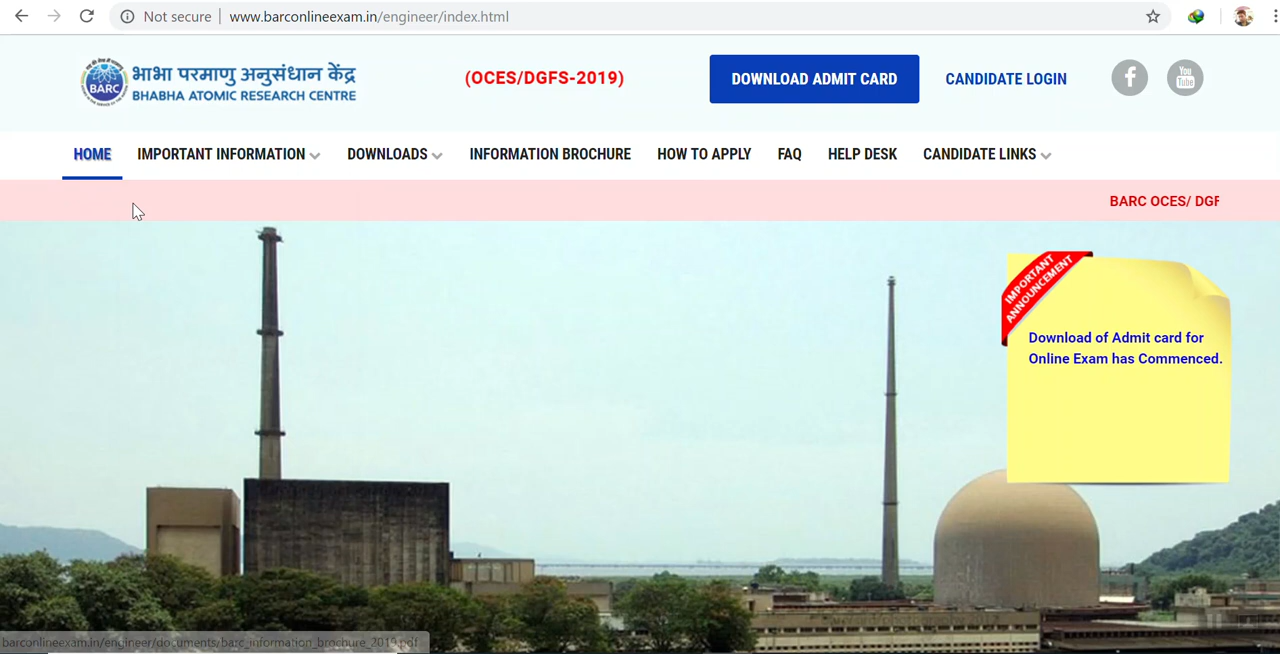 Not secure | www.barconlineexam.in/engineer/index.html
भाभा परमाणु अनुसंधान केंद्र
BARC
BHABHA ATOMIC RESEARCH CENTRE
(OCES/DGFS-2019)
DOWNLOAD ADMIT CARD
CANDIDATE LOGIN
You
Tube
HOME
IMPORTANT INFORMATION
DOWNLOADS
INFORMATION BROCHURE
HOW TO APPLY
FAQ
HELP DESK
CANDIDATE LINKS
BARC OCES/ DGF
IMPORTANT
ANNOUNCEMENT
Download of Admit card for
Online Exam has Commenced.
barconlineexam.in/engineer/documents/barc_information_brochure_2019.pdf